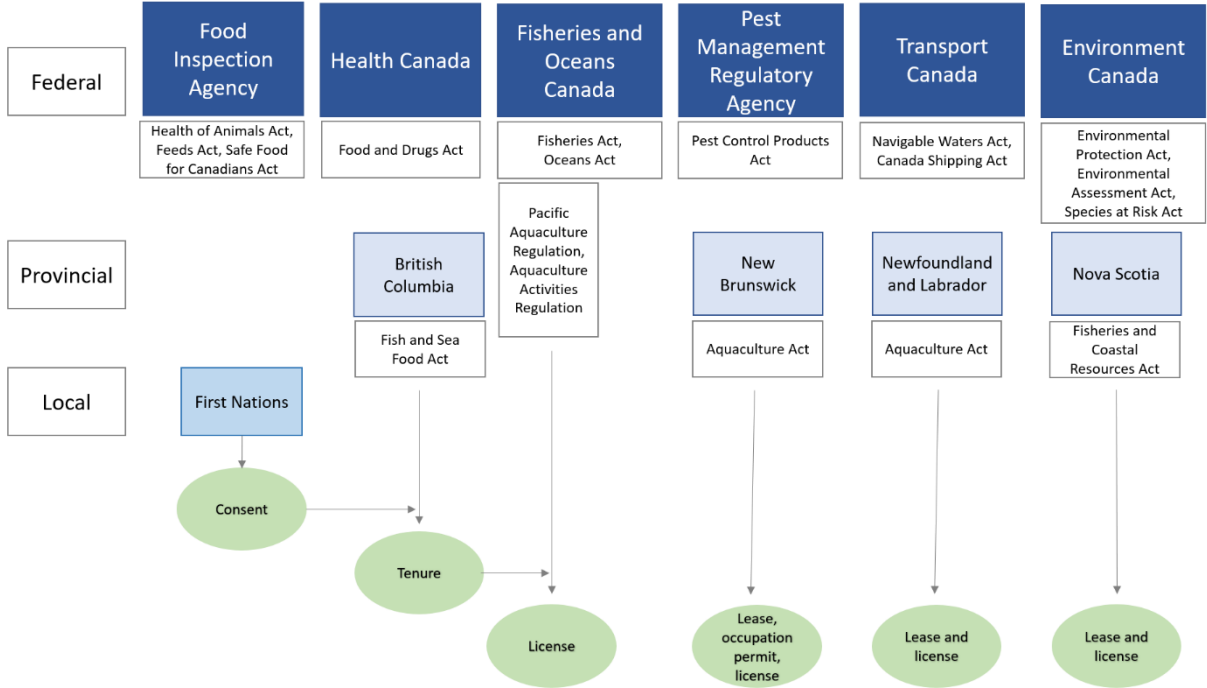 Federal
Food
Inspection
Agency
Health Canada
Fisheries and
Oceans
Canada
Pest
Management
Regulatory
Agency
Transport
Canada
Environment
Canada
Health of Animals Act,
Feeds Act, Safe Food
for Canadians Act
Food and Drugs Act
Fisheries Act,
Oceans Act
Pest Control Products
Act
Navigable Waters Act,
Canada Shipping Act
Environmental
Protection Act,
Environmental
Assessment Act,
Species at Risk Act
Pacific
Aquaculture
Regulation,
Aquaculture
Activities
Regulation
Provincial
British
Columbia
New
Brunswick
Newfoundland
and Labrador
Nova Scotia
Fish and Sea
Food Act
Aquaculture Act
Aquaculture Act
Fisheries and
Coastal
Resources Act
Local
First Nations
Consent
Tenure
License
Lease,
occupation
permit,
license
Lease and
license
Lease and
license